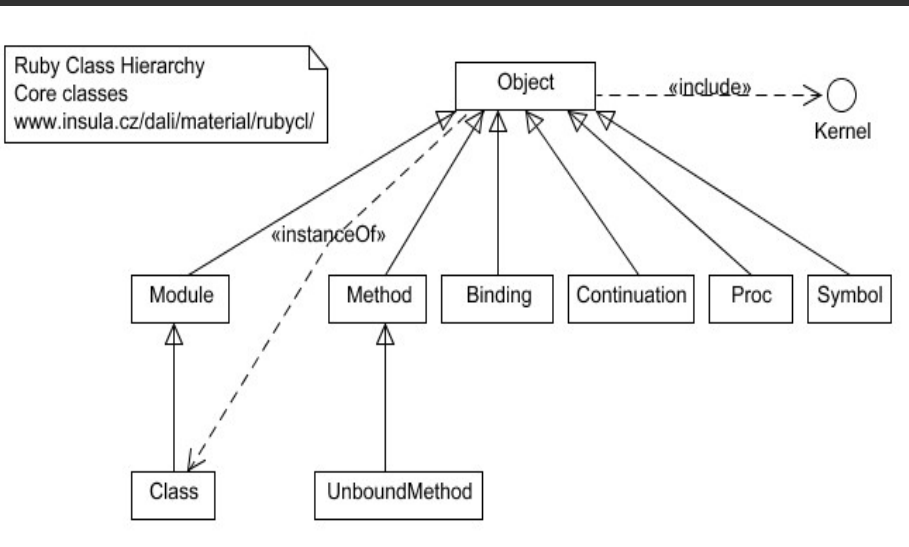 Ruby Class Hierarchy
Core classes
www.insula.cz/dali/material/rubycl/
Object
«include»
Kernel
«instanceOf»
Module
Method
Binding
Continuation
Proc
Symbol
Class
UnboundMethod